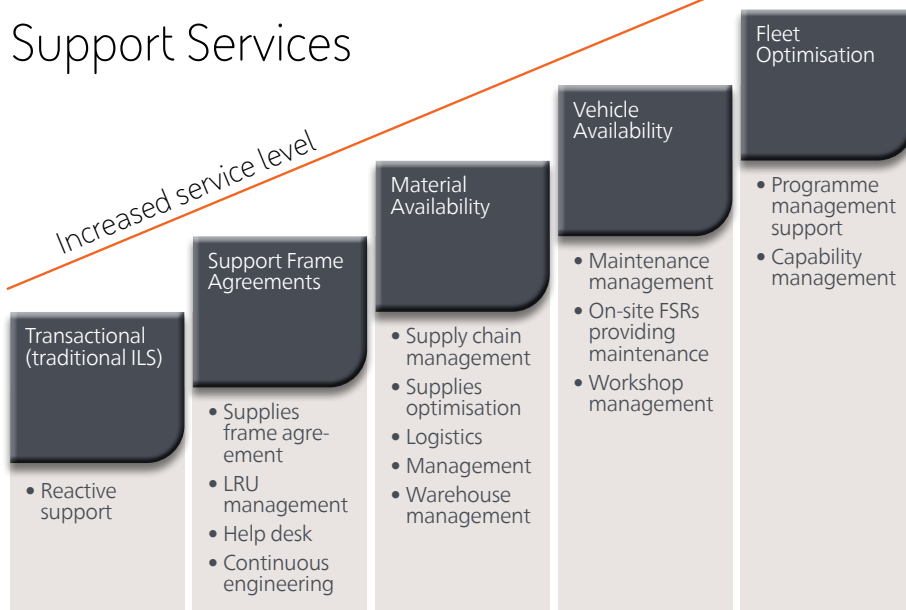 Support Services
Increased service level
Transactional
(traditional ILS)
• Reactive
support
Support Frame
Agreements
• Supplies
frame agre-
ement
• LRU
management
• Help desk
• Continuous
engineering
Material
Availability
• Supply chain
management
• Supplies
optimisation
• Logistics
• Management
• Warehouse
management
Vehicle
Availability
• Maintenance
management
• On-site FSRs
providing
maintenance
• Workshop
management
Fleet
Optimisation
• Programme
management
support
• Capability
management